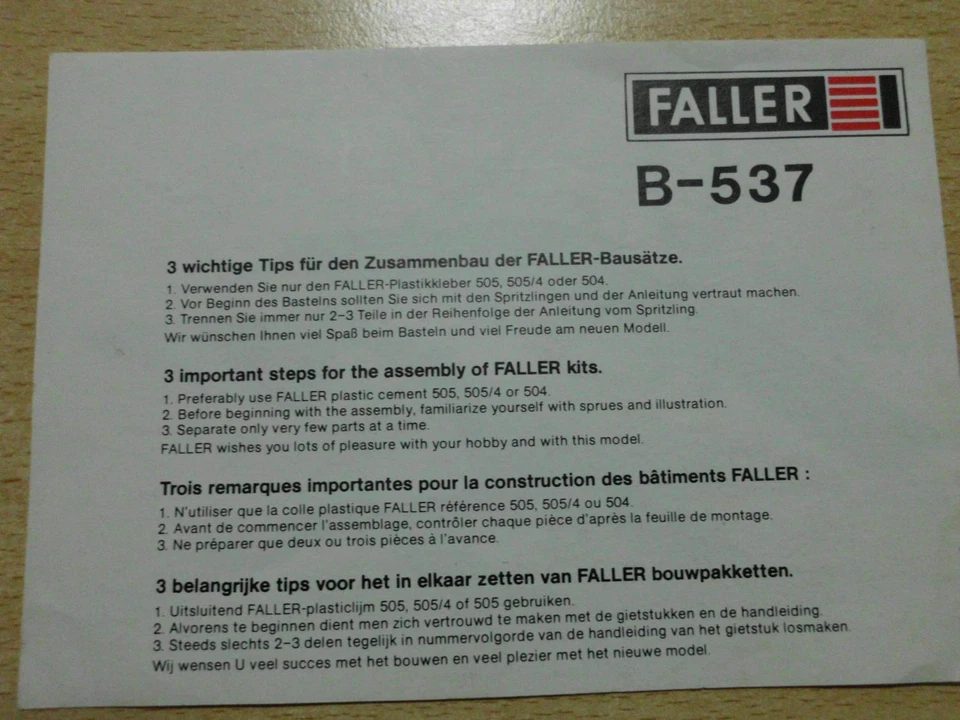 FALLER
B-537
3 wichtige Tips für den Zusammenbau der FALLER-Bausätze.
1. Verwenden Sie nur den FALLER-Plastikkleber 505, 505/4 oder 504.
2. Vor Beginn des Bastelns sollten Sie sich mit den Spritzlingen und der Anleitung vertraut machen.
3. Trennen Sie immer nur 2-3 Teile in der Reihenfolge der Anleitung vom Spritzling.
Wir wünschen Ihnen viel Spaß beim Basteln und viel Freude am neuen Modell.
3 important steps for the assembly of FALLER kits.
1. Preferably use FALLER plastic cement 505, 505/4 or 504.
2. Before beginning with the assembly, familiarize yourself with sprues and illustration.
3. Separate only very few parts at a time.
FALLER wishes you lots of pleasure with your hobby and with this model.
Trois remarques importantes pour la construction des bâtiments FALLER :
1. N'utiliser que la colle plastique FALLER référence 505, 505/4 ou 504.
2. Avant de commencer l'assemblage, contrôler chaque pièce d'après la feuille de montage.
3. Ne préparer que deux ou trois pièces à l'avance.
3 belangrijke tips voor het in elkaar zetten van FALLER bouwpakketten.
1. Uitsluitend FALLER-plasticlijm 505, 505/4 of 505 gebruiken.
2. Alvorens te beginnen dient men zich vertrouwd te maken met de gietstukken en de handleiding.
3. Steeds slechts 2-3 delen tegelijk in nummervolgorde van de handleiding van het gietstuk losmaken.
Wij wensen U veel succes met het bouwen en veel plezier met het nieuwe model.